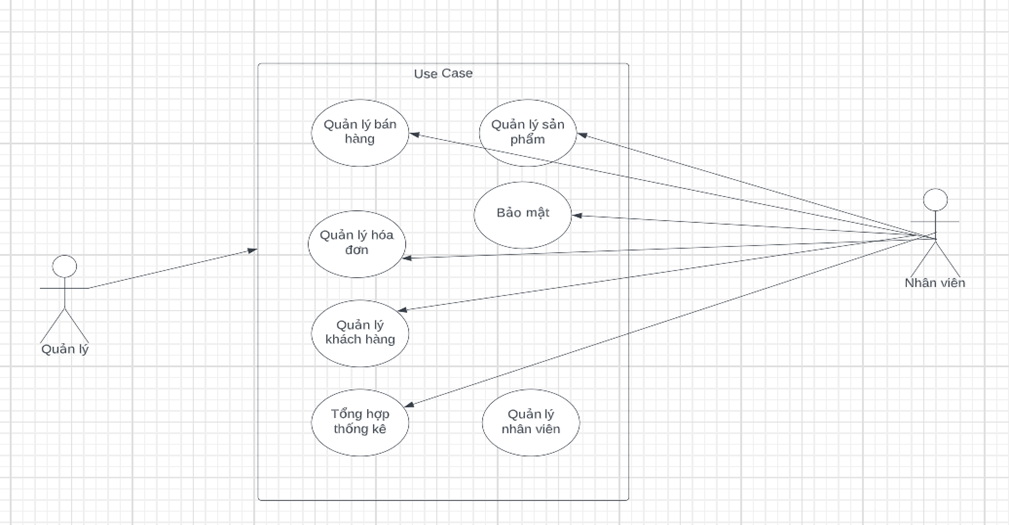 Use Case
Quản lý bán
hàng
Quản lý sản
phẩm
Bảo mật
Quản lý hóa
đơn
Quản lý
khách hàng
Tổng hợp
thống kê
Quản lý
nhân viên
Quản lý
Nhân viên